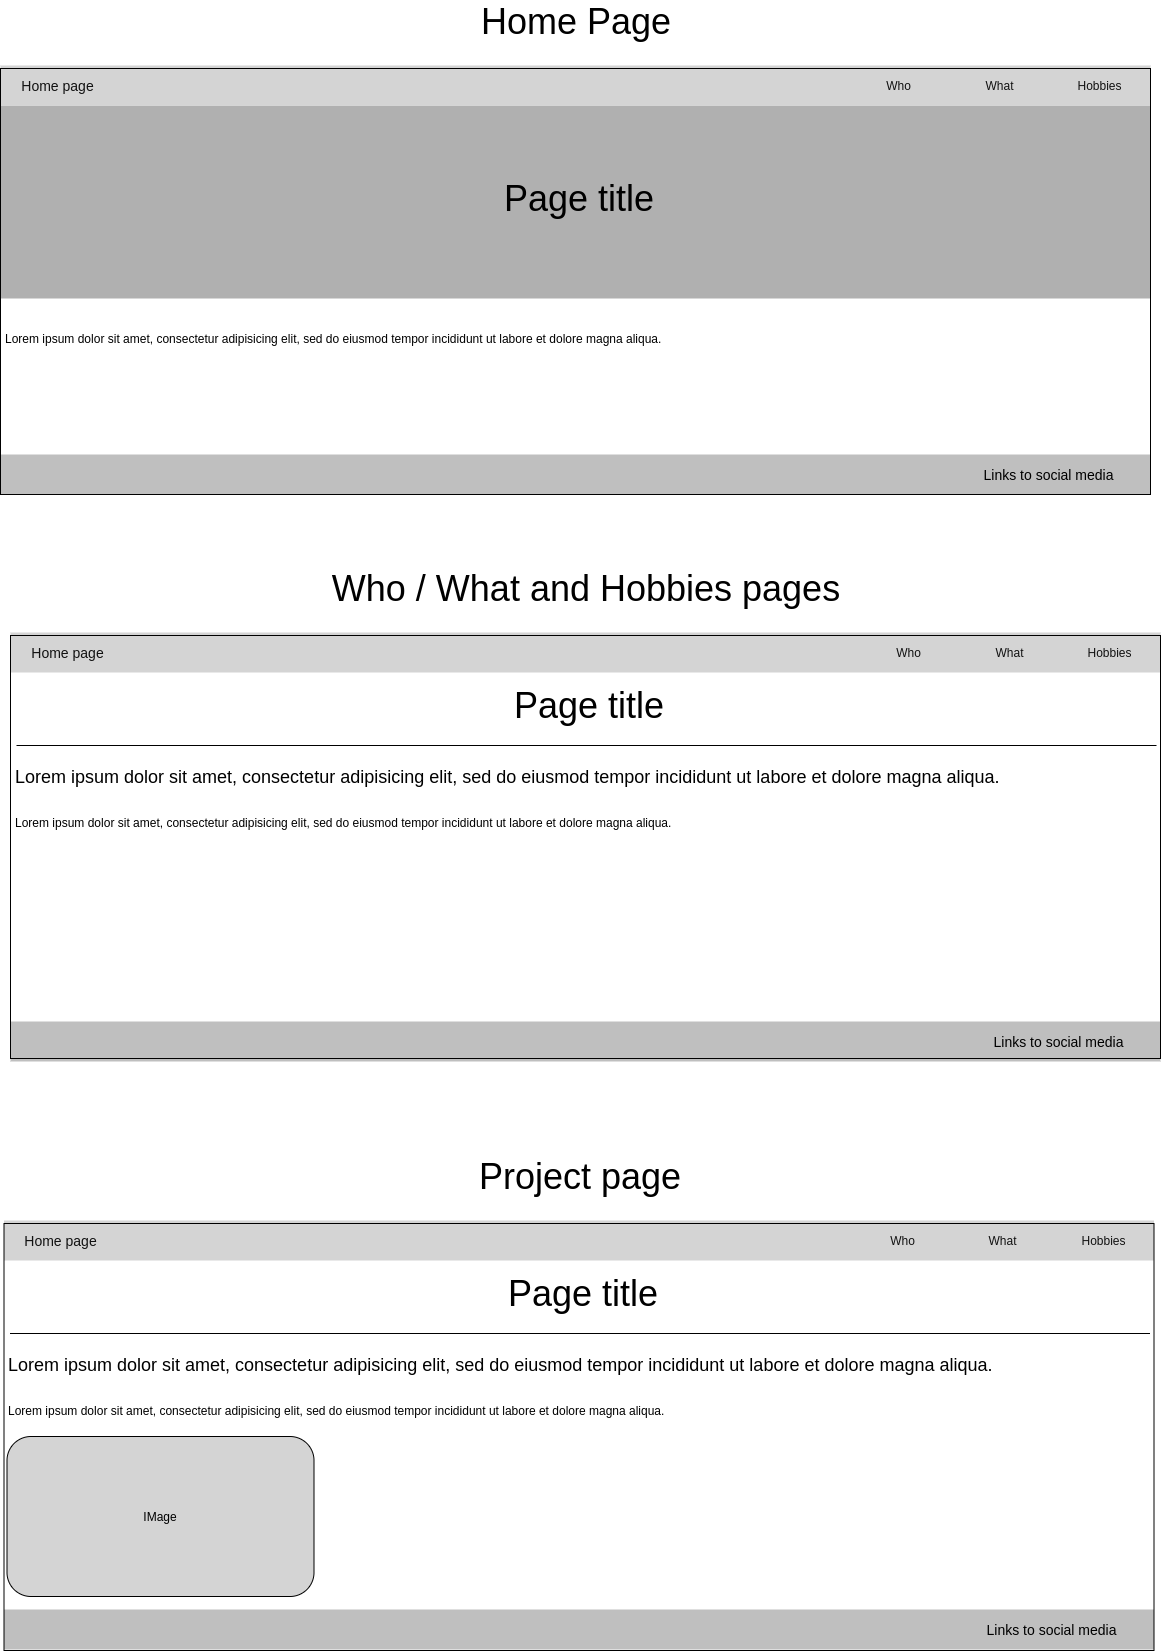 Home Page
Home page Who What Hobbies
Page title
Lorem ipsum dolor sit amet, consectetur adipisicing elit, sed do eiusmod tempor incididunt ut labore et dolore magna aliqua.
Links to social media
Who / What and Hobbies pages
Home page Who What Hobbies
Page title
Lorem ipsum dolor sit amet, consectetur adipisicing elit, sed do eiusmod tempor incididunt ut labore et dolore magna aliqua.
Lorem ipsum dolor sit amet, consectetur adipisicing elit, sed do eiusmod tempor incididunt ut labore et dolore magna aliqua.
Links to social media
Project page
Home page Who What Hobbies
Page title
Lorem ipsum dolor sit amet, consectetur adipisicing elit, sed do eiusmod tempor incididunt ut labore et dolore magna aliqua.
Lorem ipsum dolor sit amet, consectetur adipisicing elit, sed do eiusmod tempor incididunt ut labore et dolore magna aliqua.
IMage
Links to social media